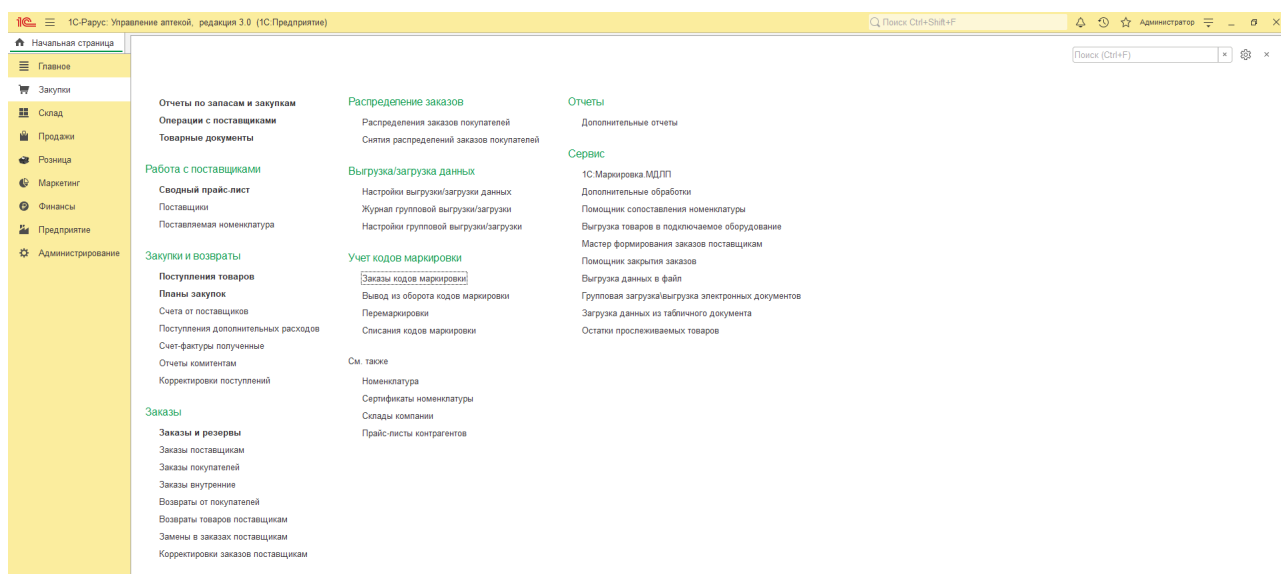 1С-Рарус: Управление аптекой, редакция 3.0 (1С:Предприятие)
Поиск Ctrl+Shift+F
Администратор
Начальная страница
Поиск (Ctrl+F)
Главное
Закупки
Склад
Продажи
Розница
Маркетинг
Финансы
Предприятие
Администрирование
Отчеты по запасам и закупкам
Операции с поставщиками
Товарные документы
Работа с поставщиками
Сводный прайс-лист
Поставщики
Поставляемая номенклатура
Закупки и возвраты
Поступления товаров
Планы закупок
Счета от поставщиков
Поступления дополнительных расходов
Счет-фактуры полученные
Отчеты комитентам
Корректировки поступлений
Заказы
Заказы и резервы
Заказы поставщикам
Заказы покупателей
Заказы внутренние
Возвраты от покупателей
Возвраты товаров поставщикам
Замены в заказах поставщикам
Корректировки заказов поставщикам
Распределение заказов
Распределения заказов покупателей
Снятия распределений заказов покупателей
Выгрузка/загрузка данных
Настройки выгрузки/загрузки данных
Журнал групповой выгрузки/загрузки
Настройки групповой выгрузки/загрузки
Учет кодов маркировки
Заказы кодов маркировки
Вывод из оборота кодов маркировки
Перемаркировки
Списания кодов маркировки
См. также
Номенклатура
Сертификаты номенклатуры
Склады компании
Прайс-листы контрагентов
Отчеты
Дополнительные отчеты
Сервис
1С.Маркировка.МДЛП
Дополнительные обработки
Помощник сопоставления номенклатуры
Выгрузка товаров в подключаемое оборудование
Мастер формирования заказов поставщикам
Помощник закрытия заказов
Выгрузка данных в файл
Групповая загрузка\выгрузка электронных документов
Загрузка данных из табличного документа
Остатки прослеживаемых товаров